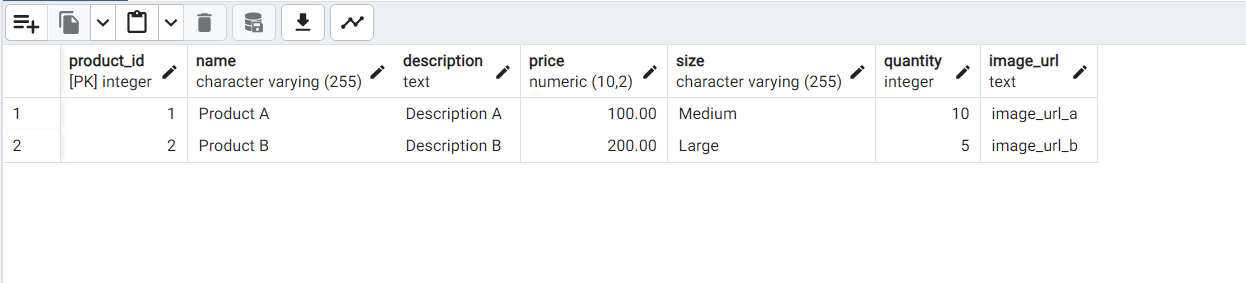 product_id name description price size quantity image_url
[PK] integer character varying (255) text numeric (10,2) character varying (255) integer text
1 1 Product A Description A 100.00 Medium 10 image_url_a
2 2 Product B Description B 200.00 Large 5 image_url_b